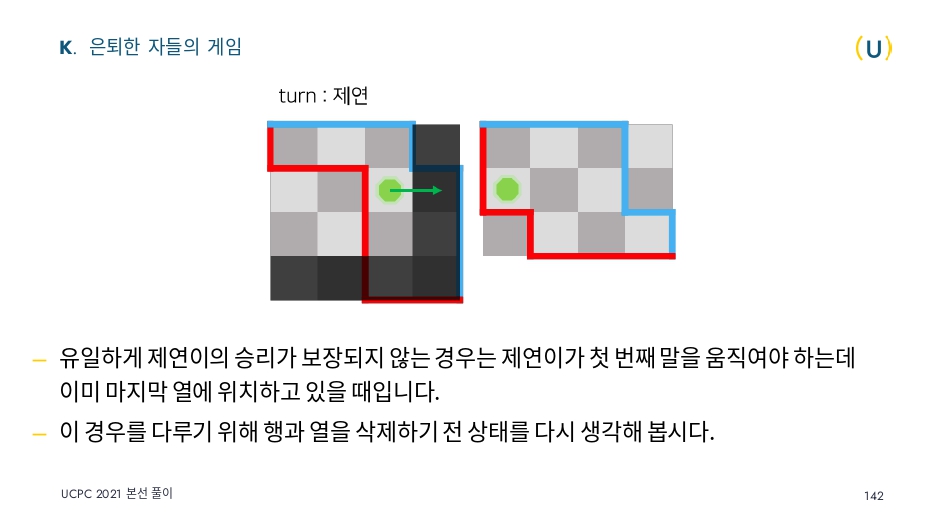 K. 은퇴한 자들의 게임
(U)
turn : 제연
– 유일하게 제연이의 승리가 보장되지 않는 경우는 제연이가 첫 번째 말을 움직여야 하는데
이미 마지막 열에 위치하고 있을 때입니다.
– 이 경우를 다루기 위해 행과 열을 삭제하기 전 상태를 다시 생각해 봅시다.
UCPC 2021 본선 풀이
142